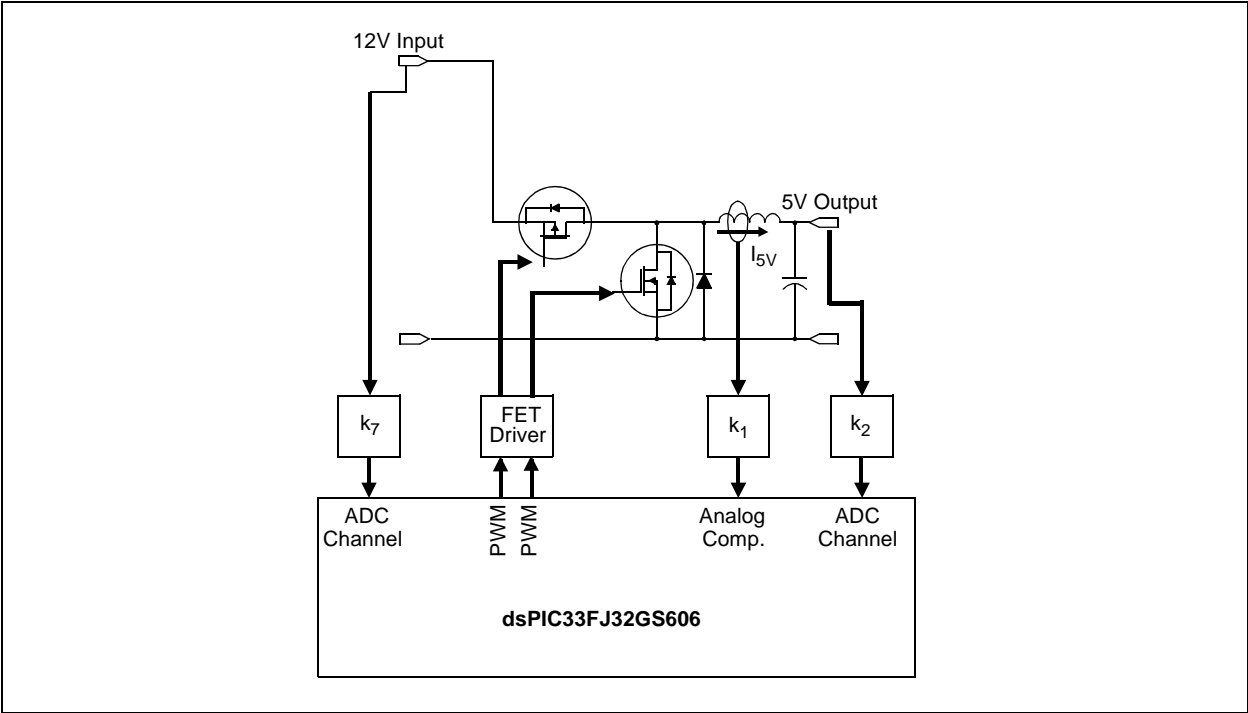 12V Input
5V Output
I5V
k7
FET
Driver
k1
k2
ADC
Channel
PWM
PWM
Analog
Comp.
ADC
Channel
dsPIC33FJ32GS606